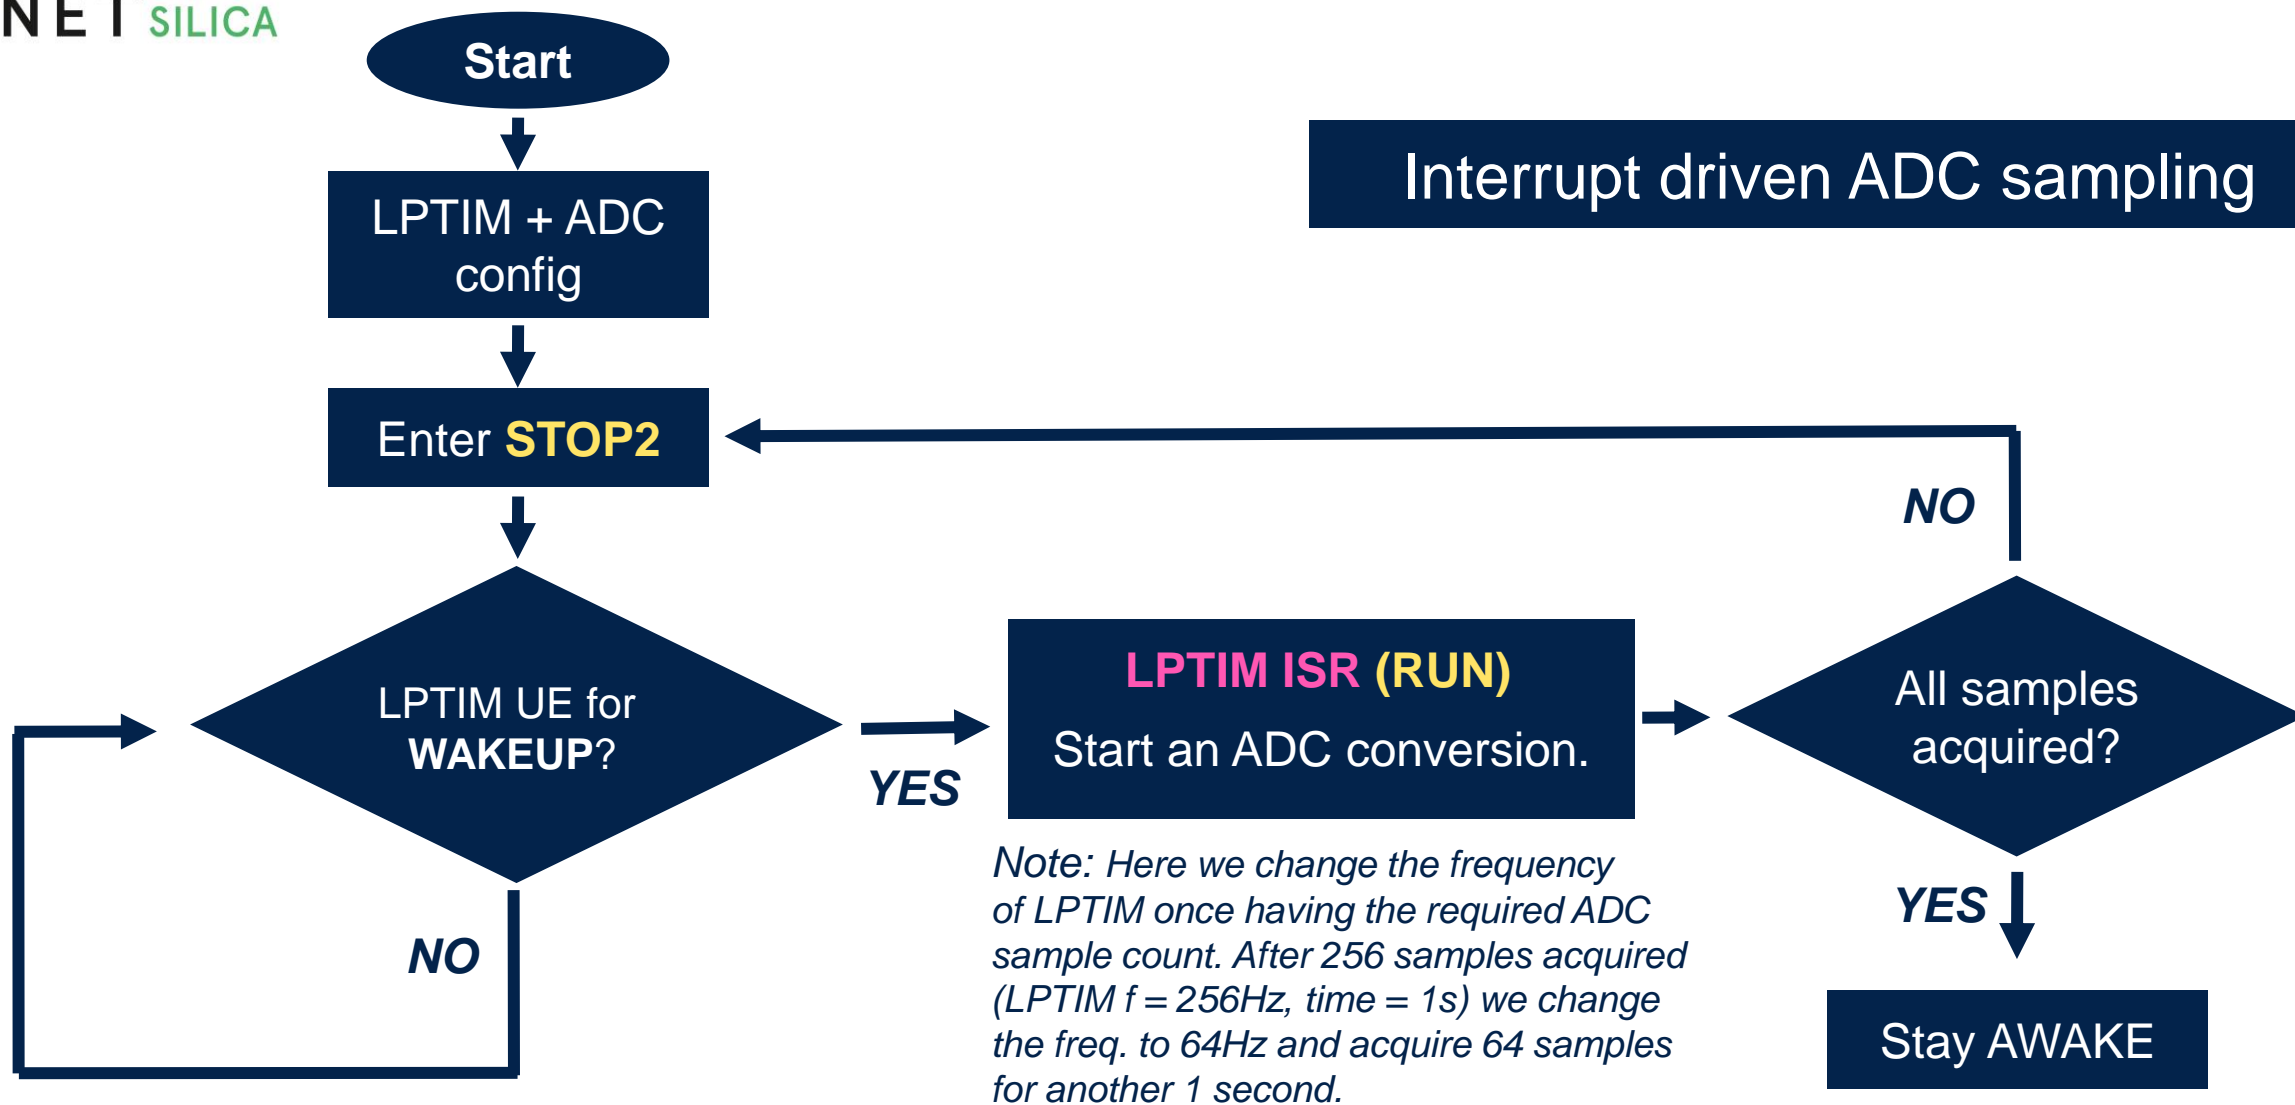 NET SILICA
Start
Interrupt driven ADC sampling
LPTIM + ADC
config
Enter STOP2
NO
LPTIM UE for
WAKEUP?
YES
NO
LPTIM ISR (RUN)
Start an ADC conversion.
All samples
acquired?
Note: Here we change the frequency
of LPTIM once having the required ADC
sample count. After 256 samples acquired
(LPTIM f = 256Hz, time = 1s) we change
the freq. to 64Hz and acquire 64 samples
for another 1 second.
YES
Stay AWAKE